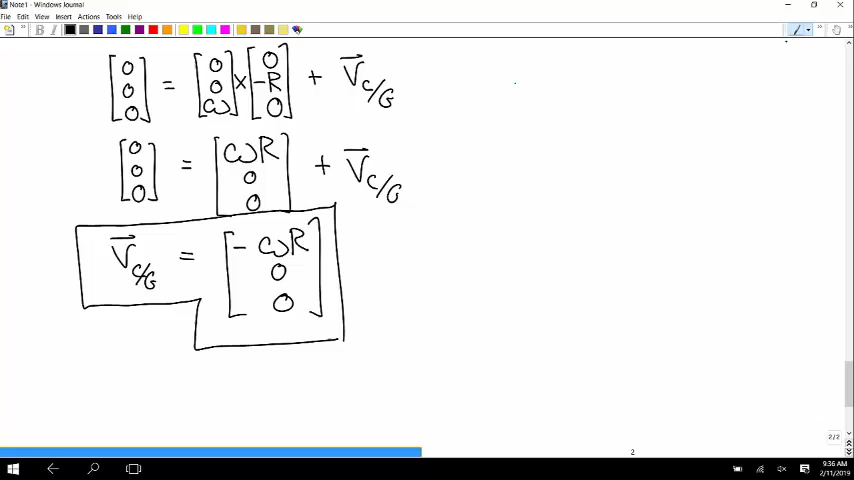 Note1 - Windows Journal
File Edit View Insert Actions Tools Help
B I
[0 0 0] = [0 0 ω] × [0 -R 0] + V⃗ C/G
[0 0 0] = [ωR 0 0] + V⃗ C/G
V⃗ C/G = [-ωR 0 0]
2/2
2
9:36 AM
2/11/2019